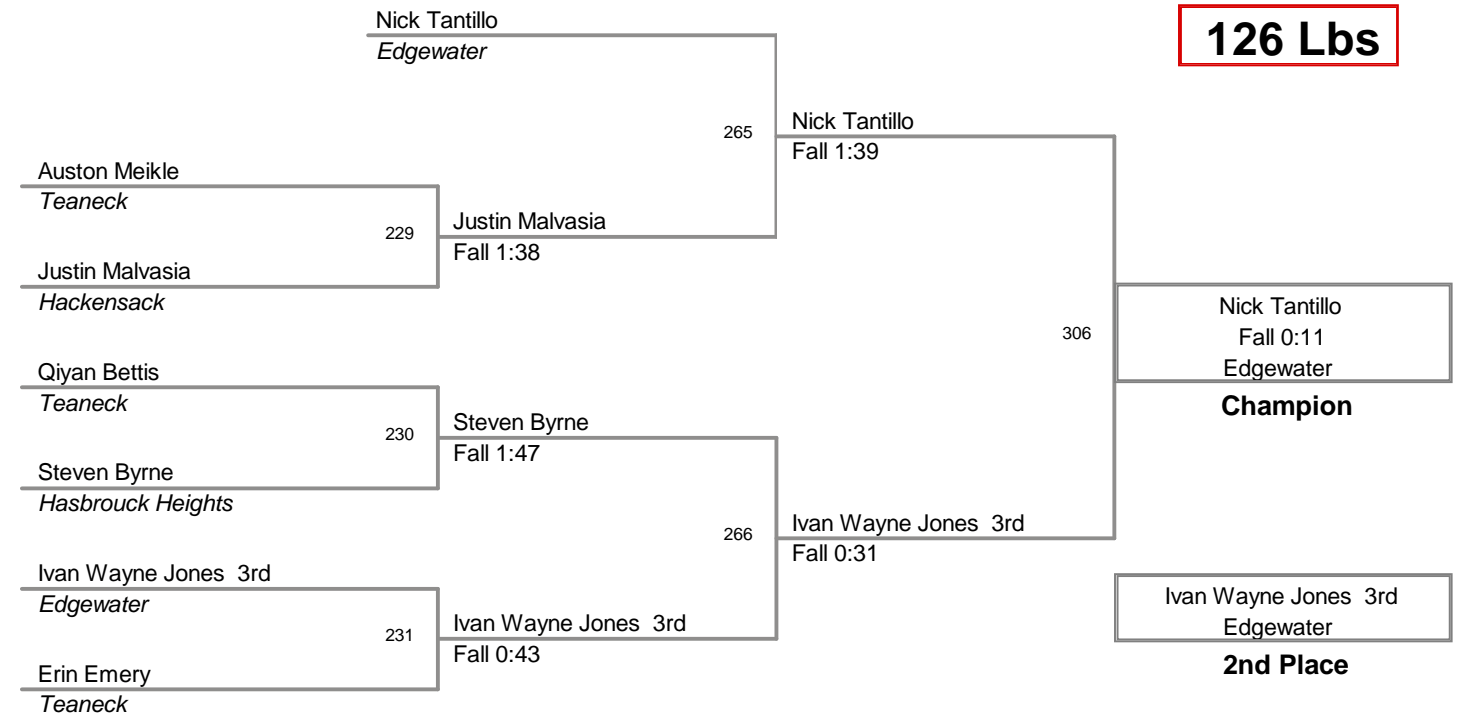 Nick Tantillo
Edgewater
126 Lbs
265
Nick Tantillo
Fall 1:39
Auston Meikle
Teaneck
229
Justin Malvasia
Fall 1:38
Justin Malvasia
Hackensack
Nick Tantillo
Fall 0:11
Edgewater
Champion
306
Qiyan Bettis
Teaneck
230
Steven Byrne
Fall 1:47
Steven Byrne
Hasbrouck Heights
266
Ivan Wayne Jones  3rd
Fall 0:31
Ivan Wayne Jones  3rd
Edgewater
231
Ivan Wayne Jones  3rd
Fall 0:43
Erin Emery
Teaneck
Ivan Wayne Jones  3rd
Edgewater
2nd Place